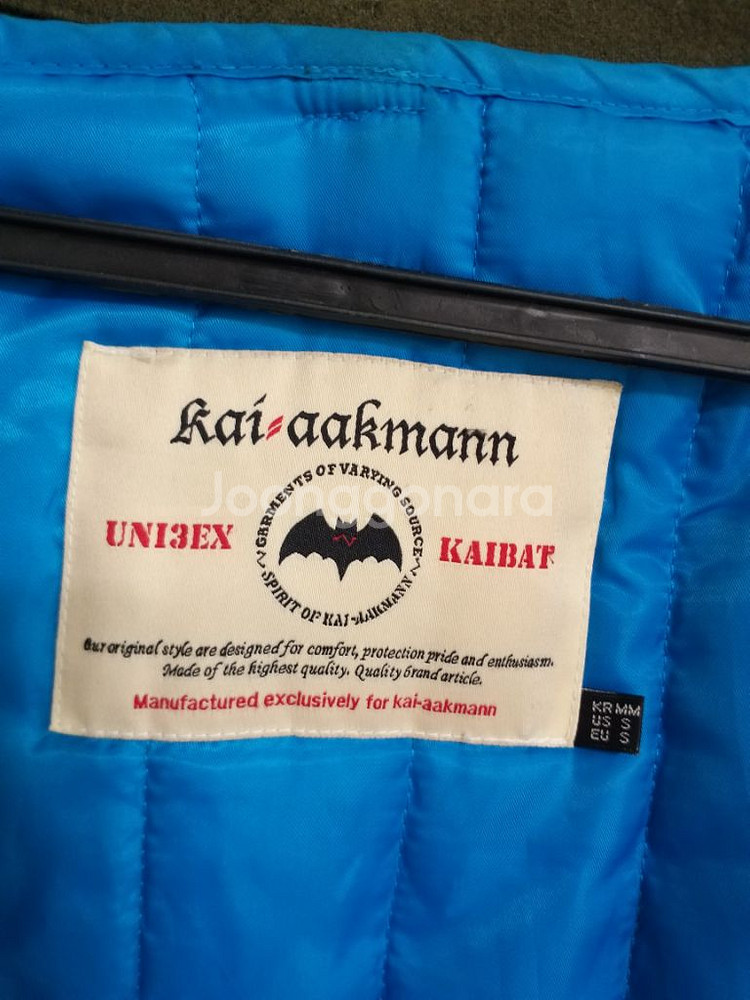 kai-aakmann
GARMENTS OF VARYING SOURCE
Joonggonara
UNI3EX
KAIBAT
SPIRIT OF KAI-AAKMANN
Our original style are designed for comfort, protection pride and enthusiasm.
Made of the highest quality. Quality brand article.
Manufactured exclusively for kai-aakmann
KR MM
US S
EU S